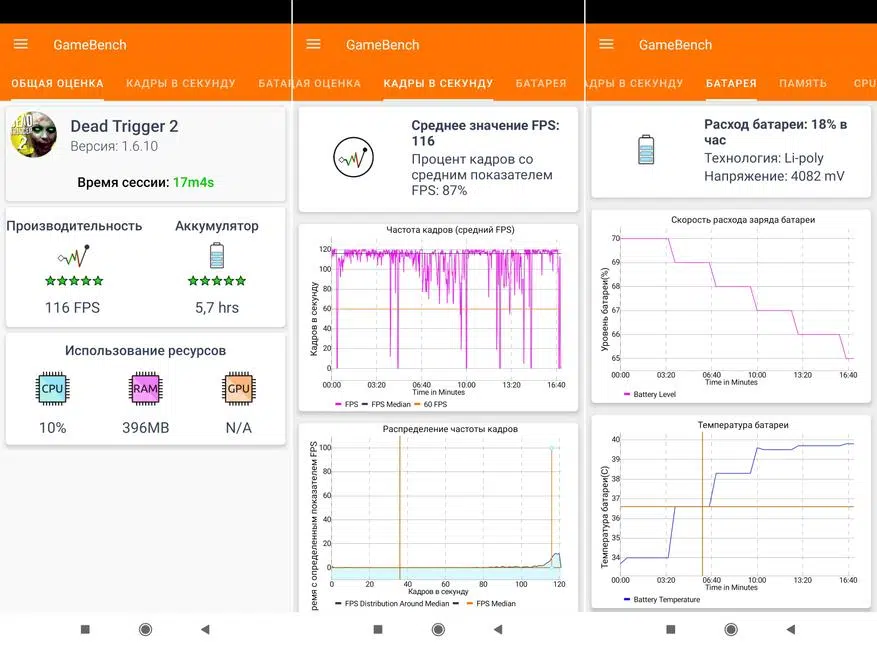 GameBench
ОБЩАЯ ОЦЕНКА КАДРЫ В СЕКУНДУ БАТА
DEAD TRIGGER 2
Dead Trigger 2
Версия: 1.6.10
Время сессии: 17m4s
Производительность Аккумулятор
116 FPS 5,7 hrs
Использование ресурсов
CPU RAM GPU
10% 396MB N/A
GameBench
АЯ ОЦЕНКА КАДРЫ В СЕКУНДУ БАТАРЕЯ
Среднее значение FPS:
116
Процент кадров со
средним показателем
FPS: 87%
Частота кадров (средний FPS)
Кадров в секунду
120
100
80
60
40
20
0
00:00 03:20 06:40 10:00 13:20 16:40
Time in Minutes
FPS FPS Median 60 FPS
Распределение частоты кадров
ремя с определенным показателем FPS
100
80
60
40
20
0
0 20 40 60 80 100 120
Кадров в секунду
FPS Distribution Around Median FPS Median
GameBench
АДРЫ В СЕКУНДУ БАТАРЕЯ ПАМЯТЬ CPU
Расход батареи: 18% в
час
Технология: Li-poly
Напряжение: 4082 mV
Скорость расхода заряда батареи
Уровень батареи(%)
70
69
68
67
66
65
00:00 03:20 06:40 10:00 13:20 16:40
Time in Minutes
Battery Level
Температура батареи
Температура батареи(C)
40
39
38
37
36
35
34
00:00 03:20 06:40 10:00 13:20 16:40
Time in Minutes
Battery Temperature